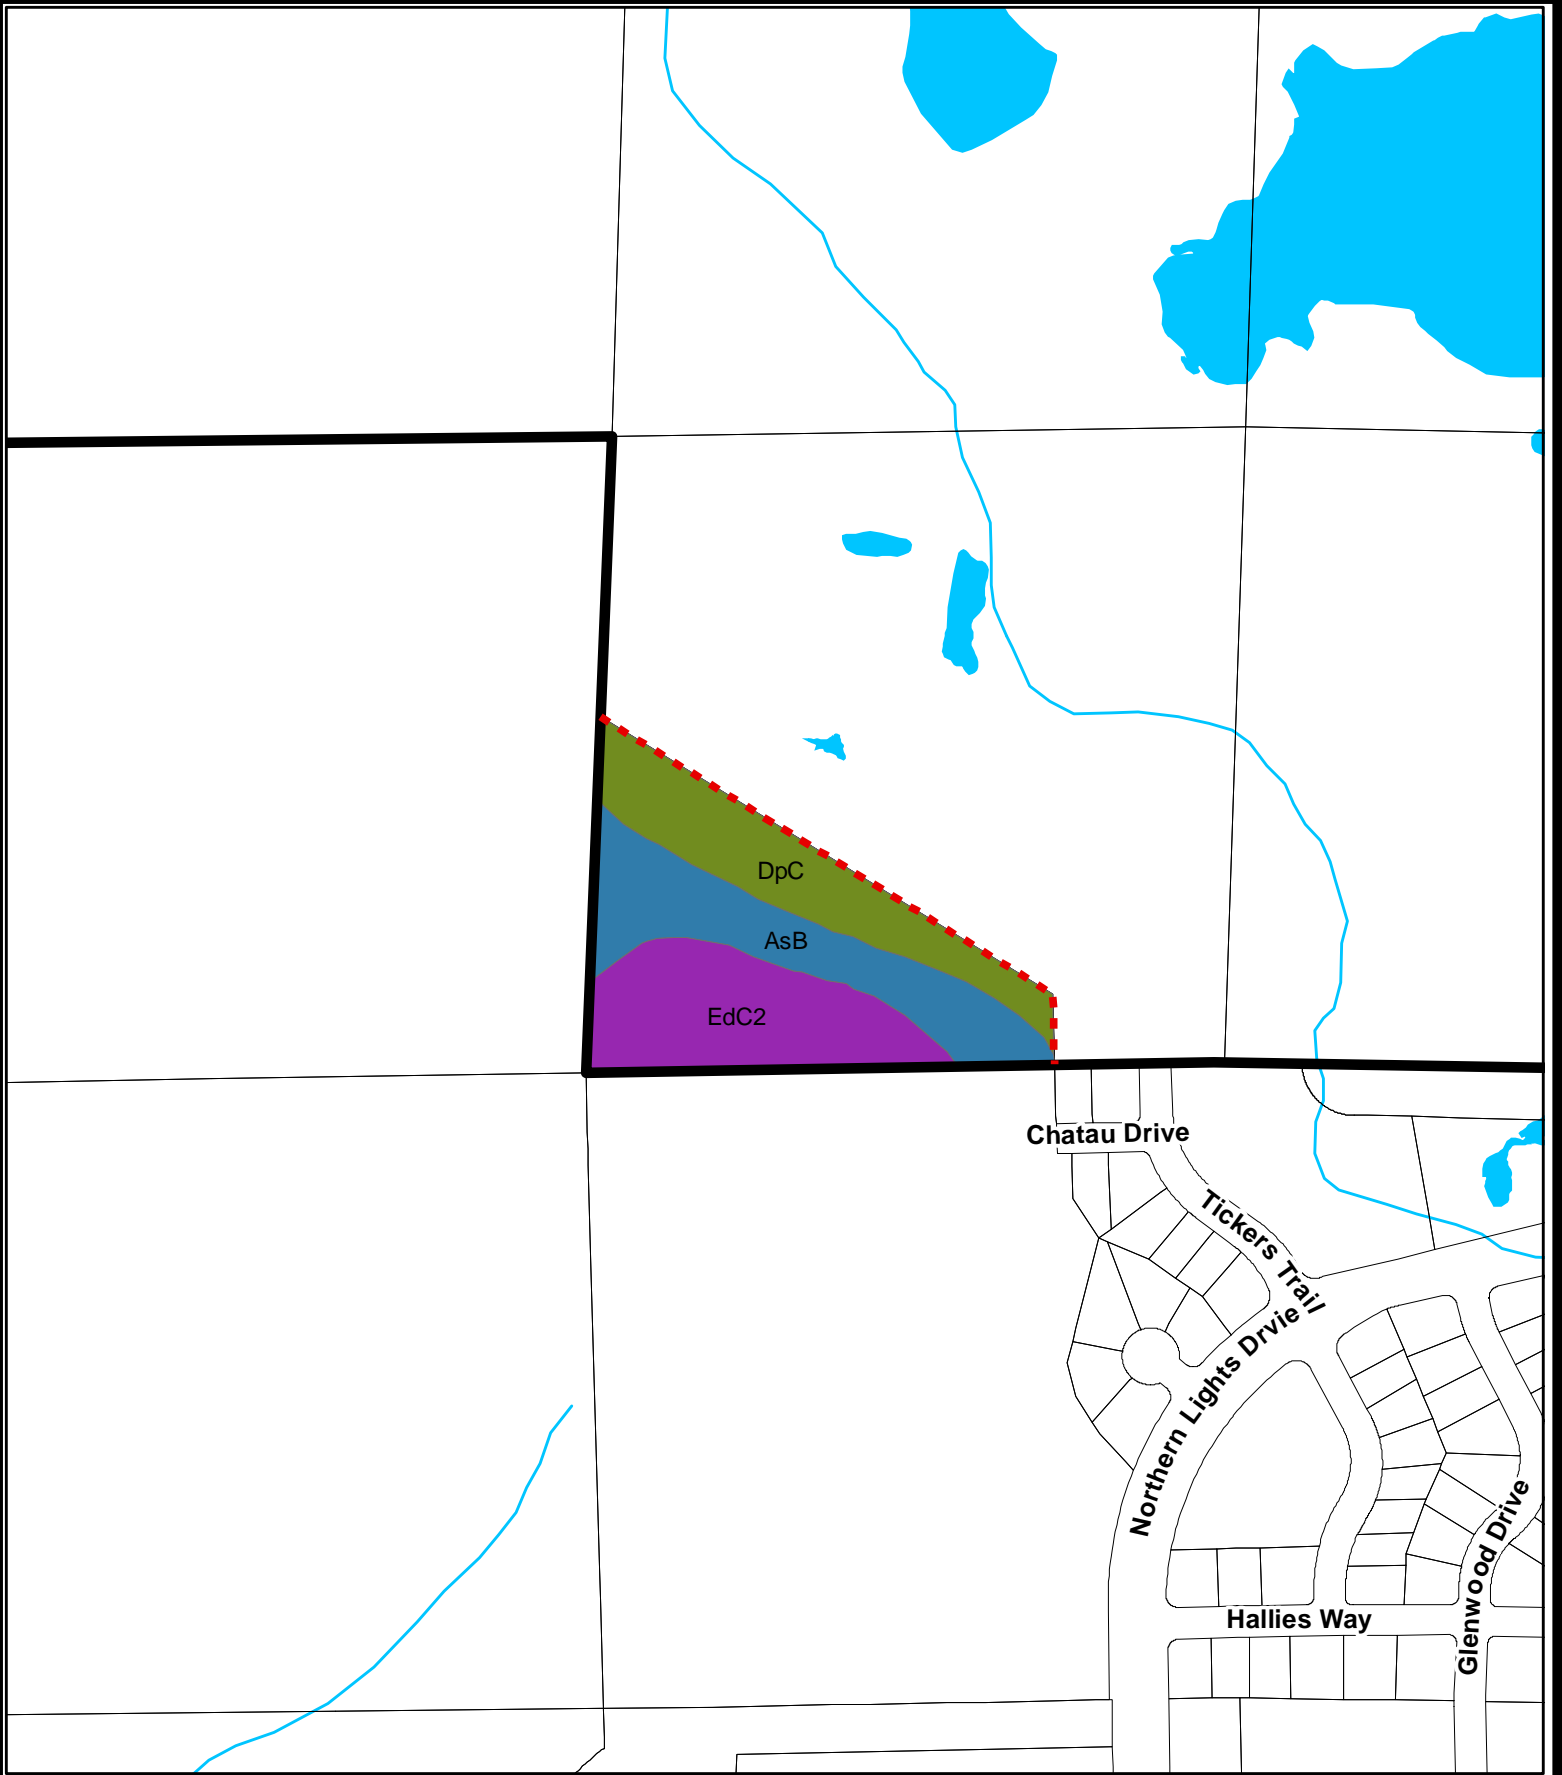 DpC
AsB
EdC2
Chatau Drive
Tickers Trail
Northern Lights Drvie
Glenwood Drive
Hallies Way